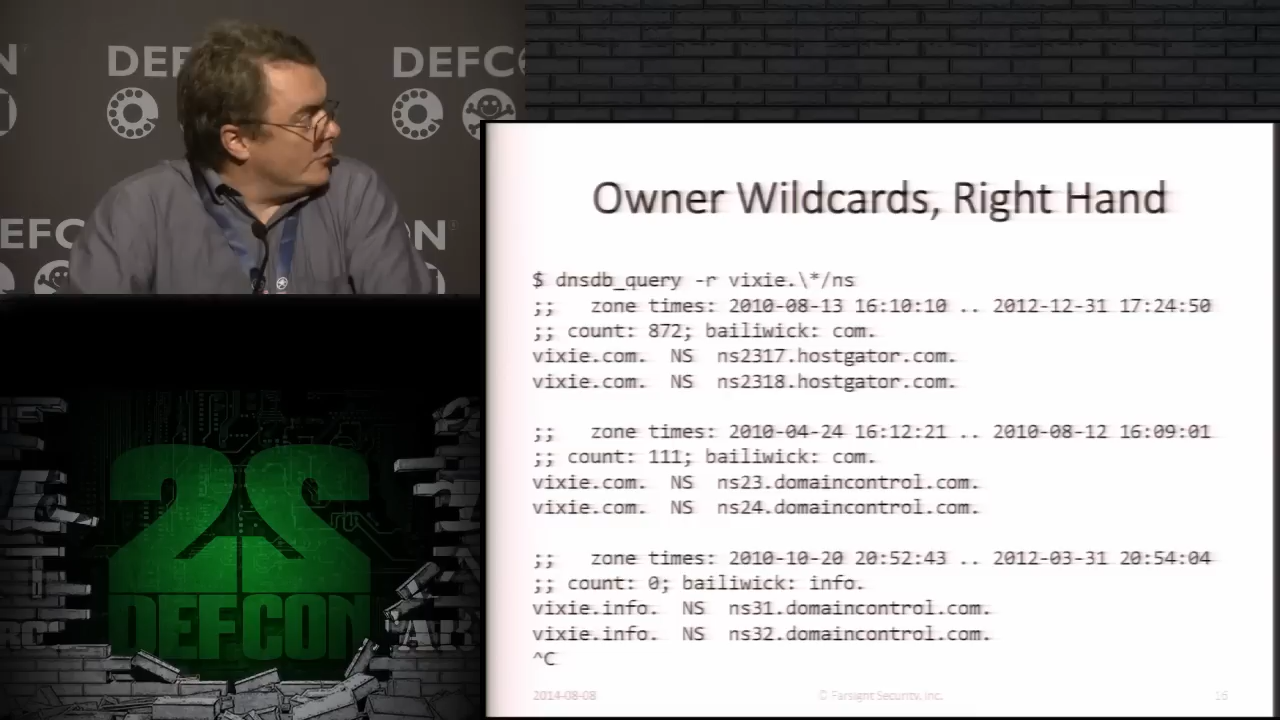 DEF
DEFC
EFC
N
Owner Wildcards, Right Hand
$ dnsdb_query -r vixie.\*/ns
;;   zone times: 2010-08-13 16:10:10 .. 2012-12-31 17:24:50
;; count: 872; bailiwick: com.
vixie.com.  NS  ns2317.hostgator.com.
vixie.com.  NS  ns2318.hostgator.com.
;;   zone times: 2010-04-24 16:12:21 .. 2010-08-12 16:09:01
;; count: 111; bailiwick: com.
vixie.com.  NS  ns23.domaincontrol.com.
vixie.com.  NS  ns24.domaincontrol.com.
;;   zone times: 2010-10-20 20:52:43 .. 2012-03-31 20:54:04
;; count: 0; bailiwick: info.
vixie.info.  NS  ns31.domaincontrol.com.
vixie.info.  NS  ns32.domaincontrol.com.
^C
2014-08-08 © Farsight Security, Inc. 16
22
DEFCON